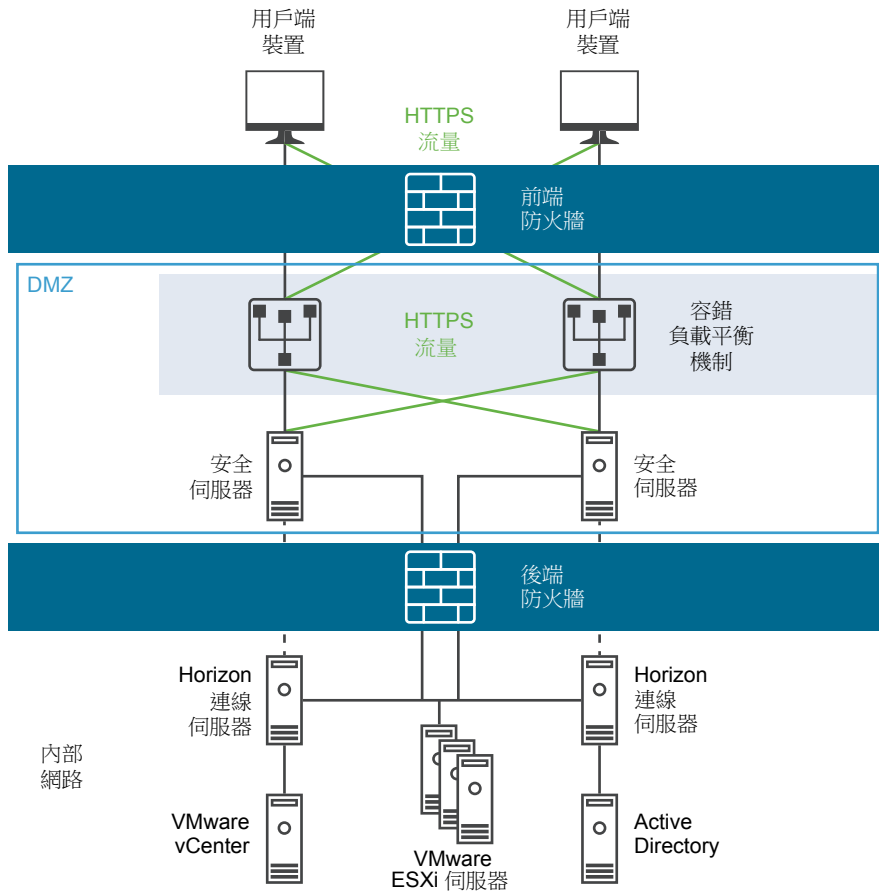 用戶端
裝置
用戶端
裝置
HTTPS
流量
前端
防火牆
DMZ
HTTPS
流量
容錯
負載平衡
機制
安全
伺服器
安全
伺服器
後端
防火牆
Horizon
連線
伺服器
Horizon
連線
伺服器
內部
網路
VMware
vCenter
VMware
ESXi 伺服器
Active
Directory